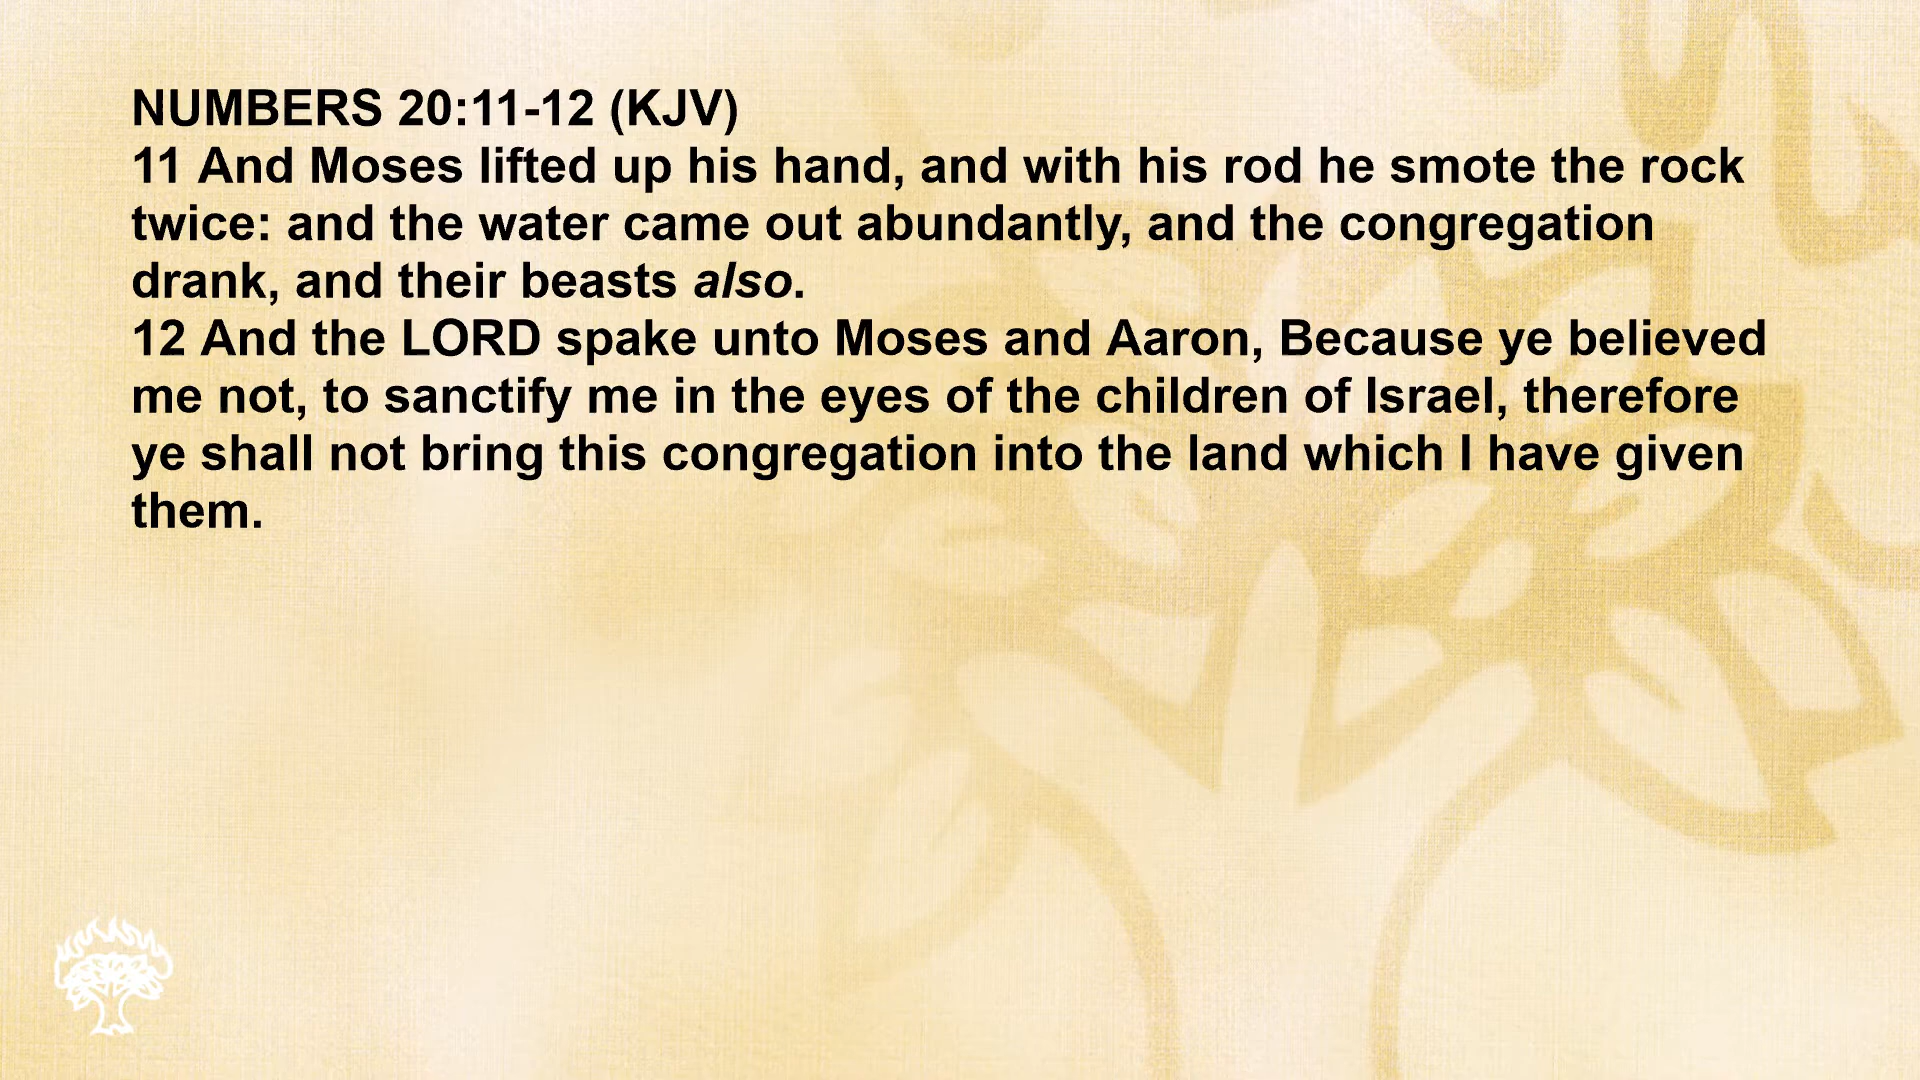 NUMBERS 20:11-12 (KJV)
11 And Moses lifted up his hand, and with his rod he smote the rock
twice: and the water came out abundantly, and the congregation
drank, and their beasts also.
12 And the LORD spake unto Moses and Aaron, Because ye believed
me not, to sanctify me in the eyes of the children of Israel, therefore
ye shall not bring this congregation into the land which I have given
them.